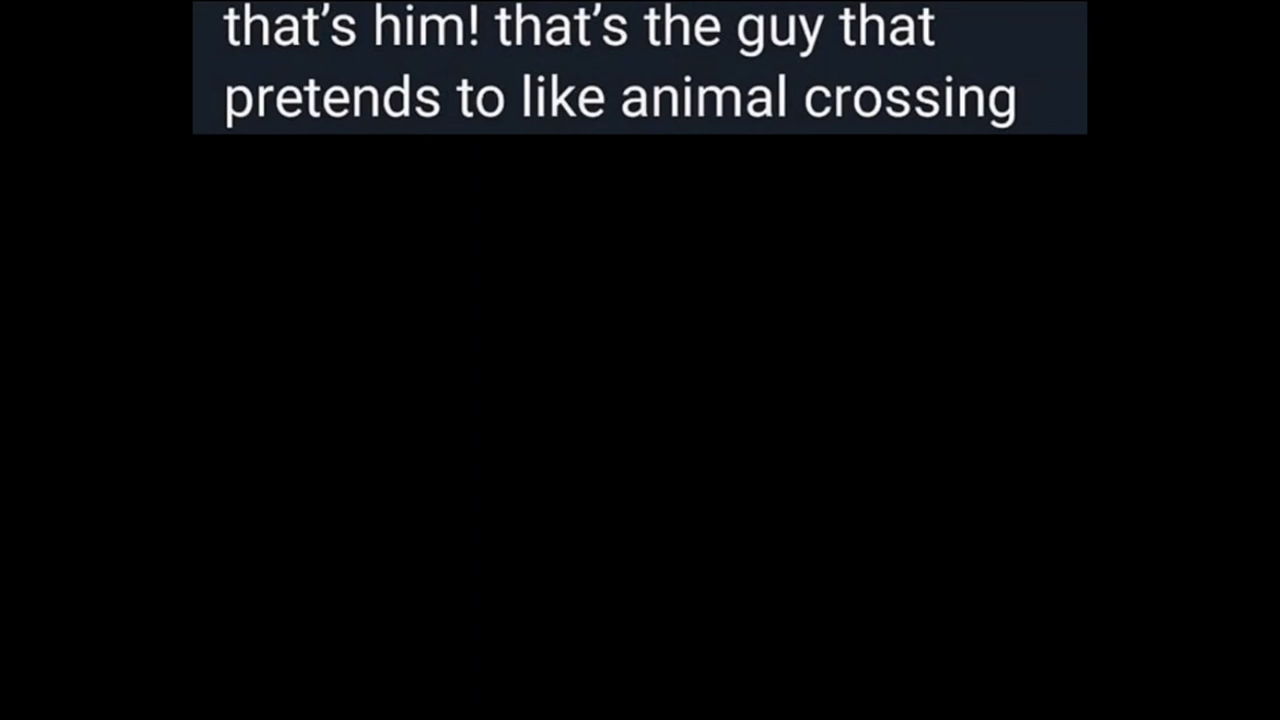 that’s him! that’s the guy that
pretends to like animal crossing